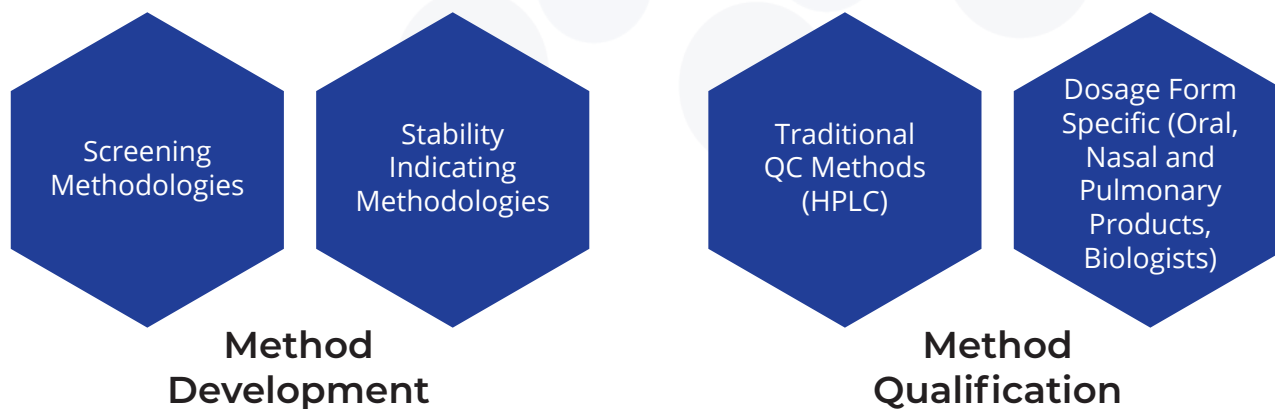 Screening
Methodologies
Stability
Indicating
Methodologies
Method
Development
Traditional
QC Methods
(HPLC)
Dosage Form
Specific (Oral,
Nasal and
Pulmonary
Products,
Biologists)
Method
Qualification